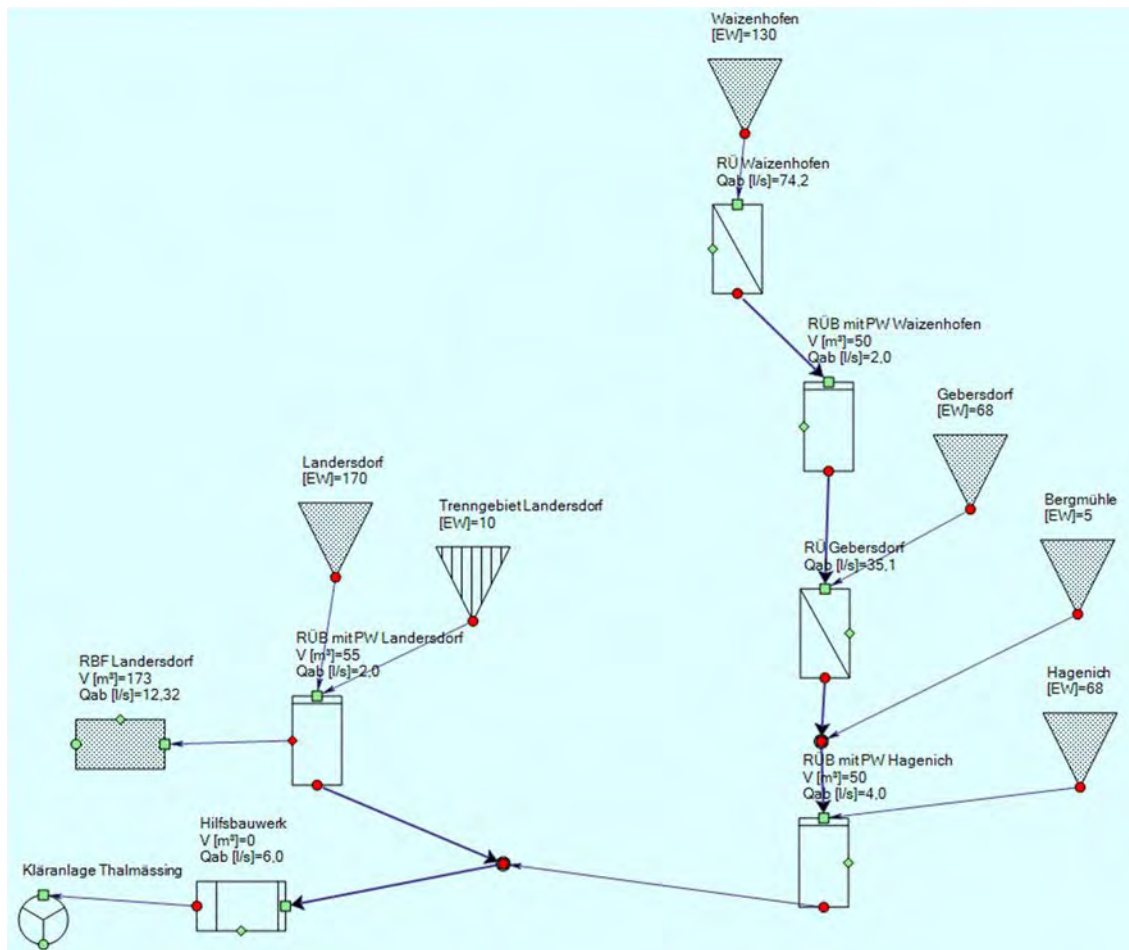 Waizenhofen
[EW]=130
RÜ Waizenhofen
Qab [l/s]=74,2
RÜB mit PW Waizenhofen
V [m³]=50
Qab [l/s]=2,0
Gebersdorf
[EW]=68
Landersdorf
[EW]=170
Trenngebiet Landersdorf
[EW]=10
Bergmühle
[EW]=5
RÜ Gebersdorf
Qab [l/s]=35,1
RÜB mit PW Landersdorf
V [m³]=55
Qab [l/s]=2,0
RBF Landersdorf
V [m³]=173
Qab [l/s]=12,32
Hagenich
[EW]=68
RÜB mit PW Hagenich
V [m³]=50
Qab [l/s]=4,0
Hilfsbauwerk
V [m³]=0
Qab [l/s]=6,0
Kläranlage Thalmässing